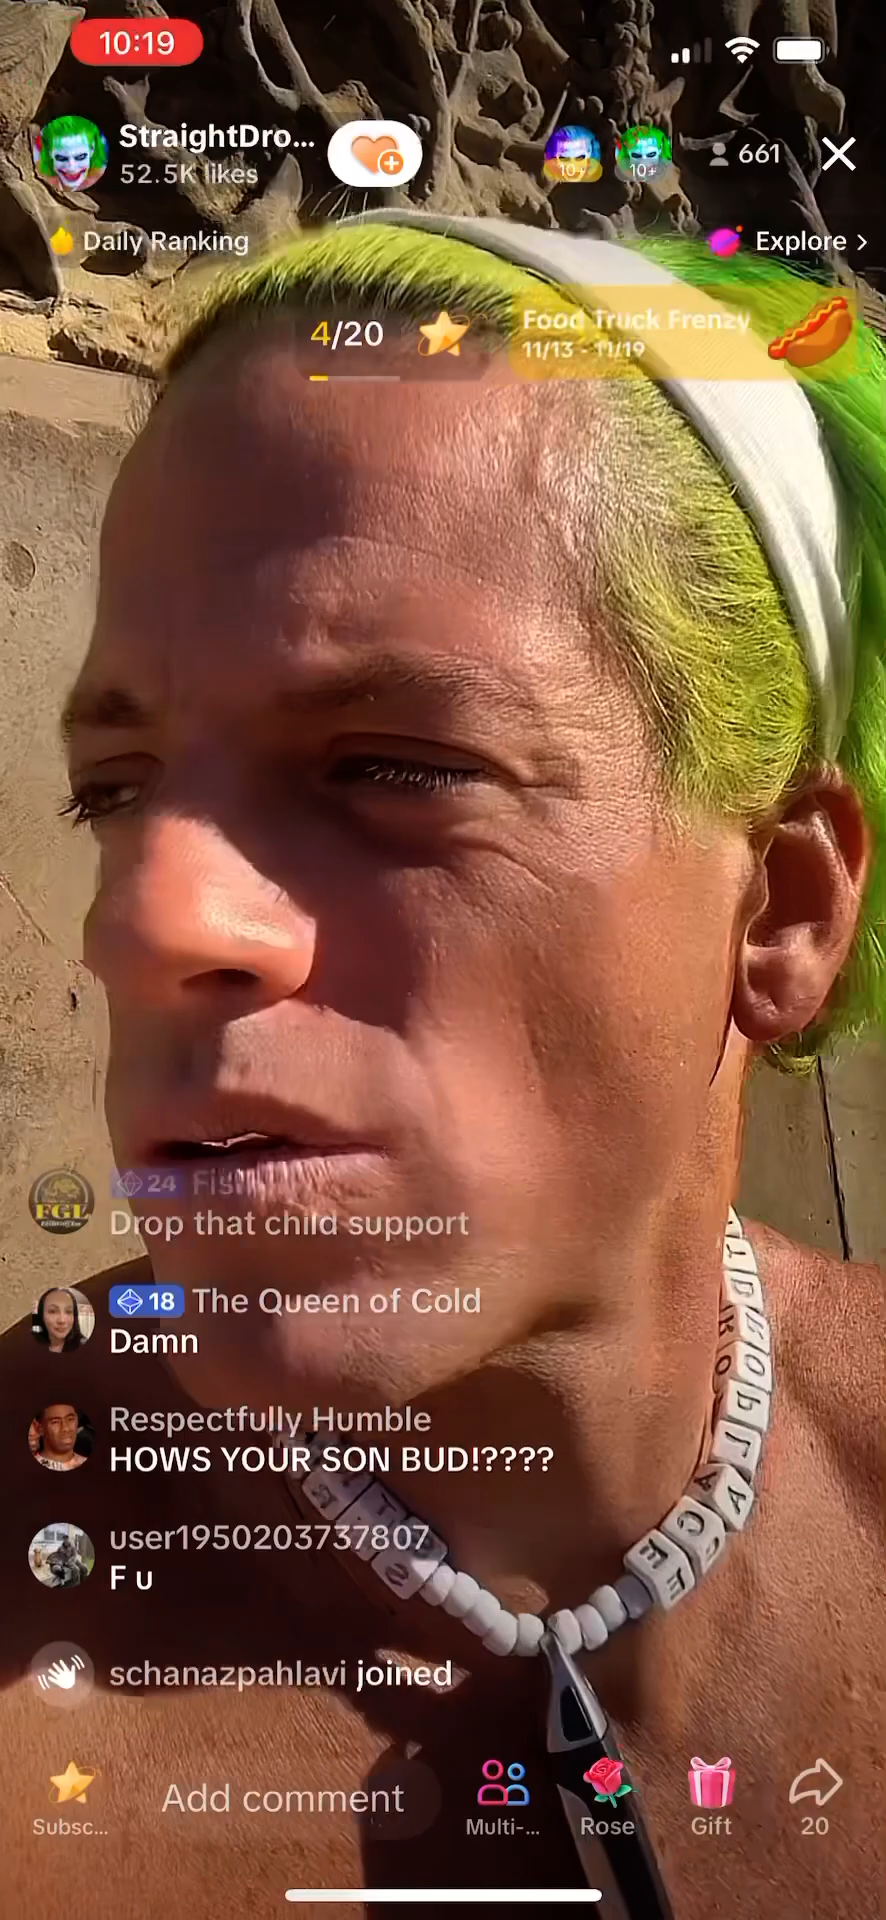 10:19
StraightDro...
52.5K likes
10+
10+
661
Daily Ranking
Explore >
4/20
Food Truck Frenzy
11/13 - 11/19
24
FGL
Drop that child support
18 The Queen of Cold
Damn
Respectfully Humble
HOWS YOUR SON BUD!????
user1950203737807
F u
schanazpahlavi joined
Subsc...
Add comment
Multi-...
Rose
Gift
20